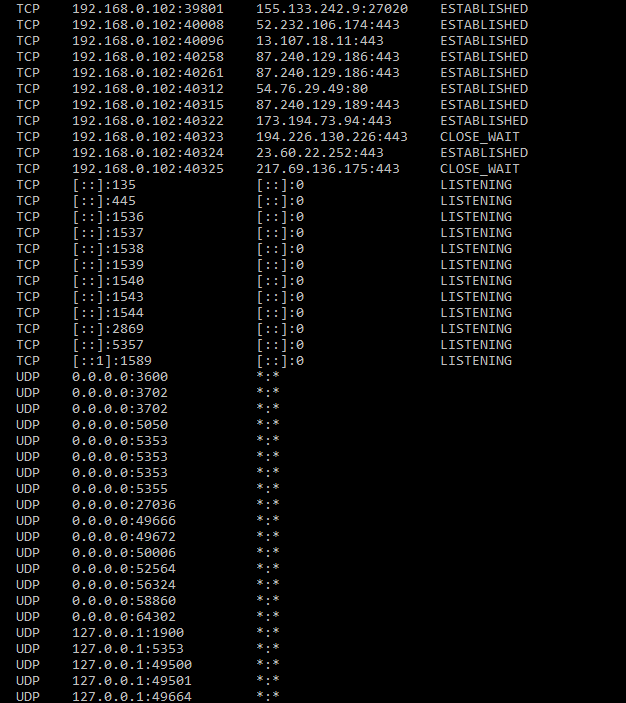 TCP 192.168.0.102:39801 155.133.242.9:27020 ESTABLISHED
TCP 192.168.0.102:40008 52.232.106.174:443 ESTABLISHED
TCP 192.168.0.102:40096 13.107.18.11:443 ESTABLISHED
TCP 192.168.0.102:40258 87.240.129.186:443 ESTABLISHED
TCP 192.168.0.102:40261 87.240.129.186:443 ESTABLISHED
TCP 192.168.0.102:40312 54.76.29.49:80 ESTABLISHED
TCP 192.168.0.102:40315 87.240.129.189:443 ESTABLISHED
TCP 192.168.0.102:40322 173.194.73.94:443 ESTABLISHED
TCP 192.168.0.102:40323 194.226.130.226:443 CLOSE_WAIT
TCP 192.168.0.102:40324 23.60.22.252:443 ESTABLISHED
TCP 192.168.0.102:40325 217.69.136.175:443 CLOSE_WAIT
TCP [::]:135 [::]:0 LISTENING
TCP [::]:445 [::]:0 LISTENING
TCP [::]:1536 [::]:0 LISTENING
TCP [::]:1537 [::]:0 LISTENING
TCP [::]:1538 [::]:0 LISTENING
TCP [::]:1539 [::]:0 LISTENING
TCP [::]:1540 [::]:0 LISTENING
TCP [::]:1543 [::]:0 LISTENING
TCP [::]:1544 [::]:0 LISTENING
TCP [::]:2869 [::]:0 LISTENING
TCP [::]:5357 [::]:0 LISTENING
TCP [::1]:1589 [::]:0 LISTENING
UDP 0.0.0.0:3600 *:*
UDP 0.0.0.0:3702 *:*
UDP 0.0.0.0:3702 *:*
UDP 0.0.0.0:5050 *:*
UDP 0.0.0.0:5353 *:*
UDP 0.0.0.0:5353 *:*
UDP 0.0.0.0:5353 *:*
UDP 0.0.0.0:5355 *:*
UDP 0.0.0.0:27036 *:*
UDP 0.0.0.0:49666 *:*
UDP 0.0.0.0:49672 *:*
UDP 0.0.0.0:50006 *:*
UDP 0.0.0.0:52564 *:*
UDP 0.0.0.0:56324 *:*
UDP 0.0.0.0:58860 *:*
UDP 0.0.0.0:64302 *:*
UDP 127.0.0.1:1900 *:*
UDP 127.0.0.1:5353 *:*
UDP 127.0.0.1:49500 *:*
UDP 127.0.0.1:49501 *:*
UDP 127.0.0.1:49664 *:*